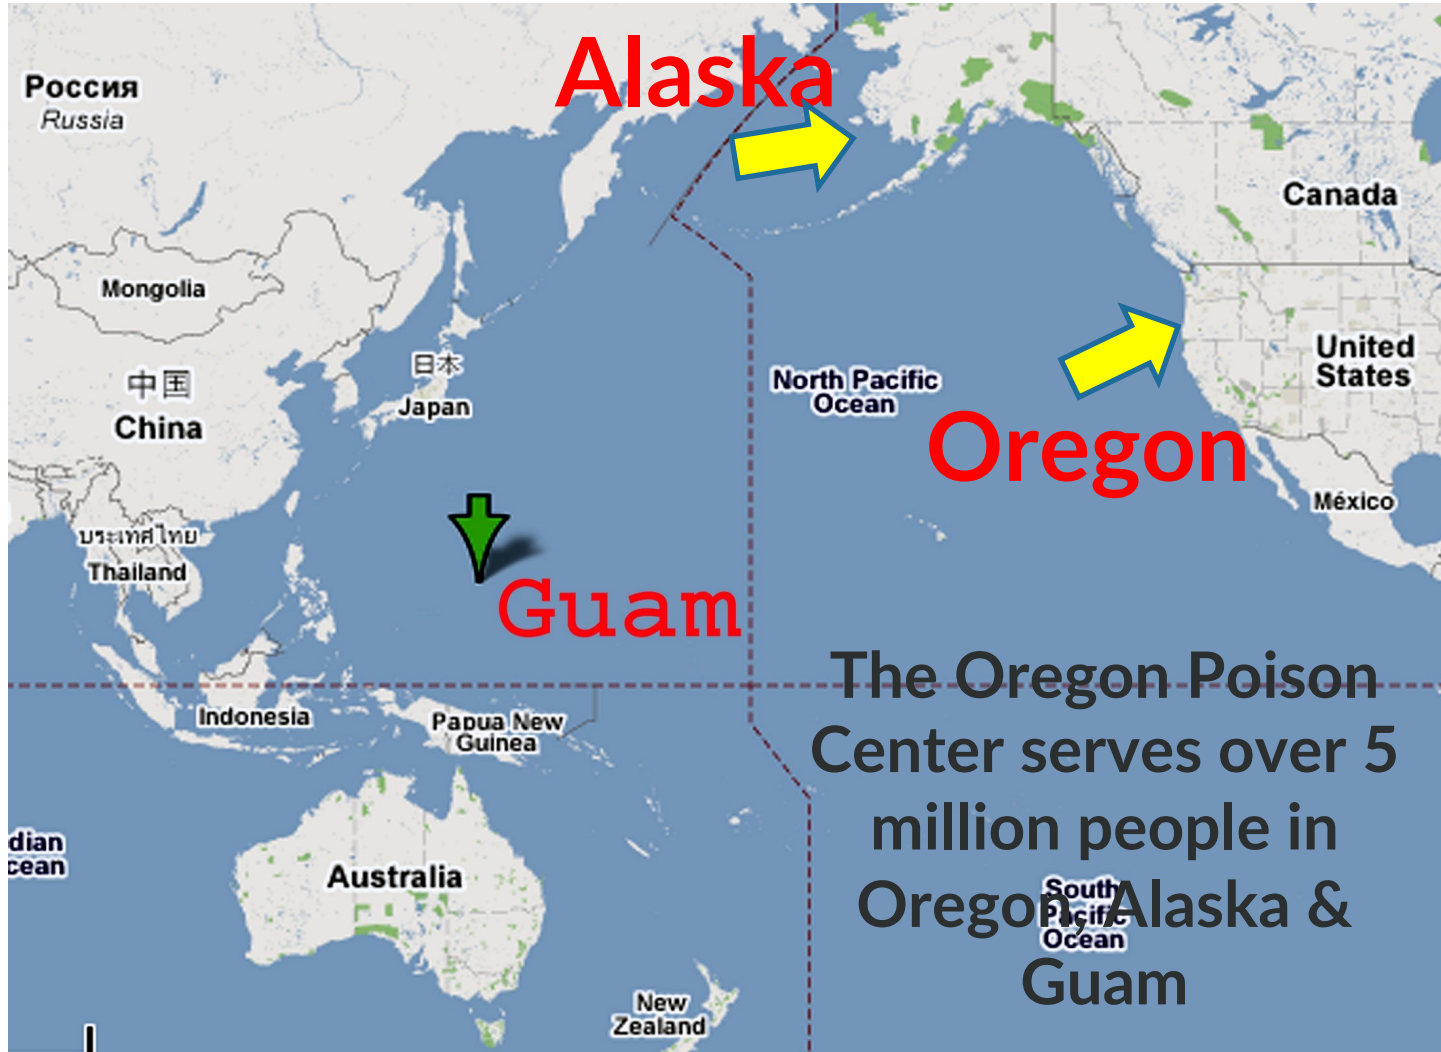 Alaska
Россия
Russia
Canada
Mongolia
United
States
日本
Japan
中国
China
North Pacific
Ocean
Oregon
México
ประเทศไทย
Thailand
Guam
The Oregon Poison
Center serves over 5
million people in
Oregon, Alaska &
Guam
Indonesia
Papua New
Guinea
dian
cean
Australia
South
Pacific
Ocean
New
Zealand